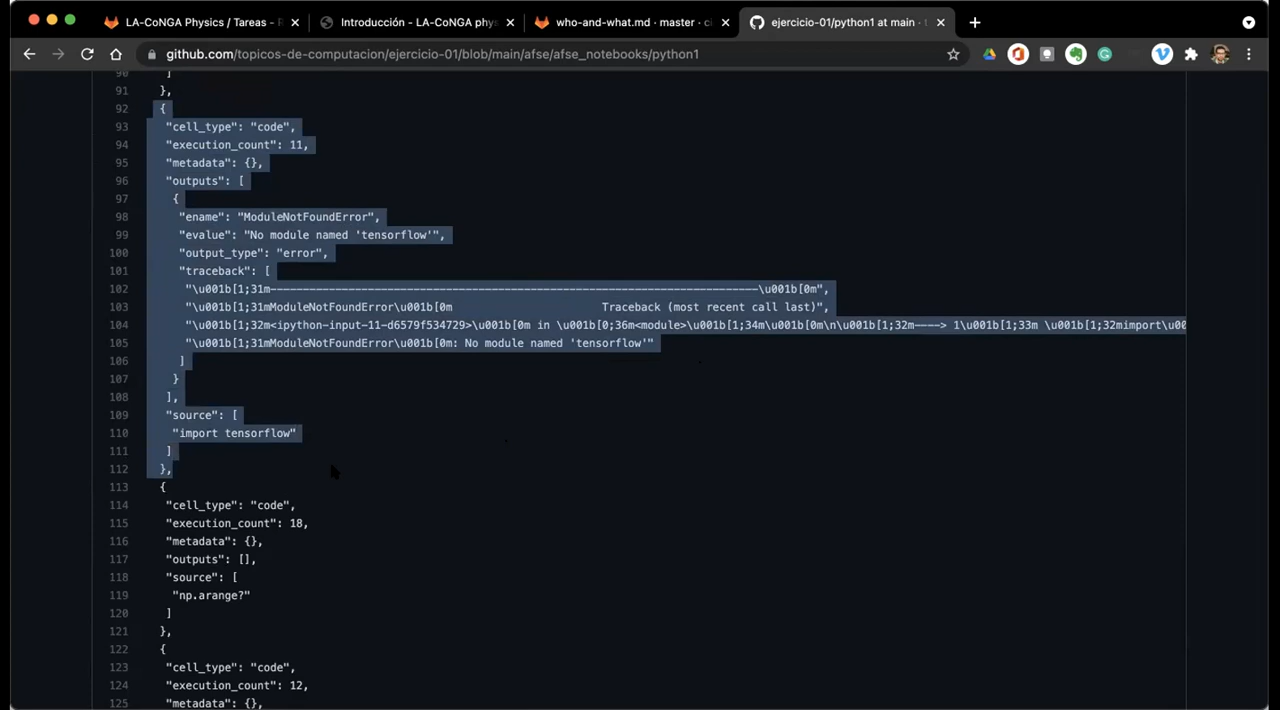 LA-CoNGA Physics / Tareas -
Introducción - LA-CoNGA phys
who-and-what.md · master · ci
ejercicio-01/python1 at main ·
github.com/topicos-de-computacion/ejercicio-01/blob/main/afse/afse_notebooks/python1
90 ]
91 },
92 {
93 "cell_type": "code",
94 "execution_count": 11,
95 "metadata": {},
96 "outputs": [
97 {
98 "ename": "ModuleNotFoundError",
99 "evalue": "No module named 'tensorflow'",
100 "output_type": "error",
101 "traceback": [
102 "\u001b[1;31m---------------------------------------------------------------------------\u001b[0m",
103 "\u001b[1;31mModuleNotFoundError\u001b[0m Traceback (most recent call last)",
104 "\u001b[1;32m<ipython-input-11-d6579f534729>\u001b[0m in \u001b[0;36m<module>\u001b[1;34m\u001b[0m\n\u001b[1;32m----> 1\u001b[1;33m \u001b[1;32mimport\u00
105 "\u001b[1;31mModuleNotFoundError\u001b[0m: No module named 'tensorflow'"
106 ]
107 }
108 ],
109 "source": [
110 "import tensorflow"
111 ]
112 },
113 {
114 "cell_type": "code",
115 "execution_count": 18,
116 "metadata": {},
117 "outputs": [],
118 "source": [
119 "np.arange?"
120 ]
121 },
122 {
123 "cell_type": "code",
124 "execution_count": 12,
125 "metadata": {},